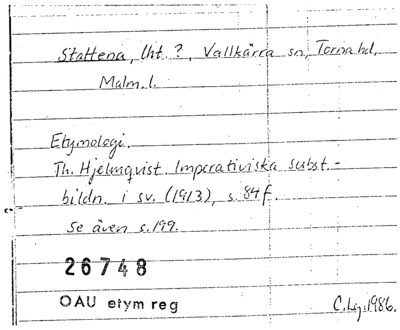 Stattena, lht. ?, Vallkärra sn, Torna hd,
Malm. l.
Etymologi.
Th. Hjelmqvist. Imperativiska subst.-
bildn. i sv. (1913), s. 84 f.
Se även s. 199.
26748
OAU etym reg
C. Lg. 1986.